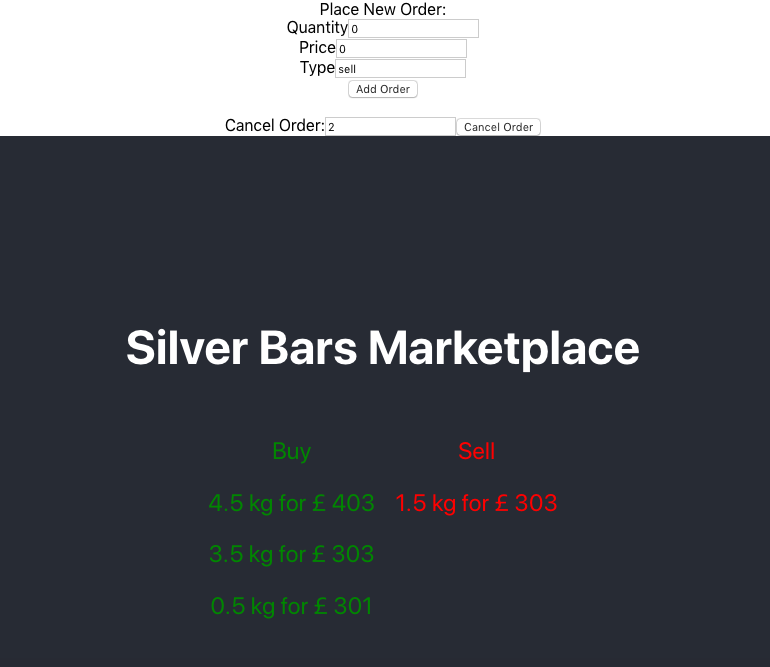 Place New Order:
Quantity 0
Price 0
Type sell
Add Order
Cancel Order: 2 Cancel Order
Silver Bars Marketplace
Buy Sell
4.5 kg for £ 403 1.5 kg for £ 303
3.5 kg for £ 303
0.5 kg for £ 301